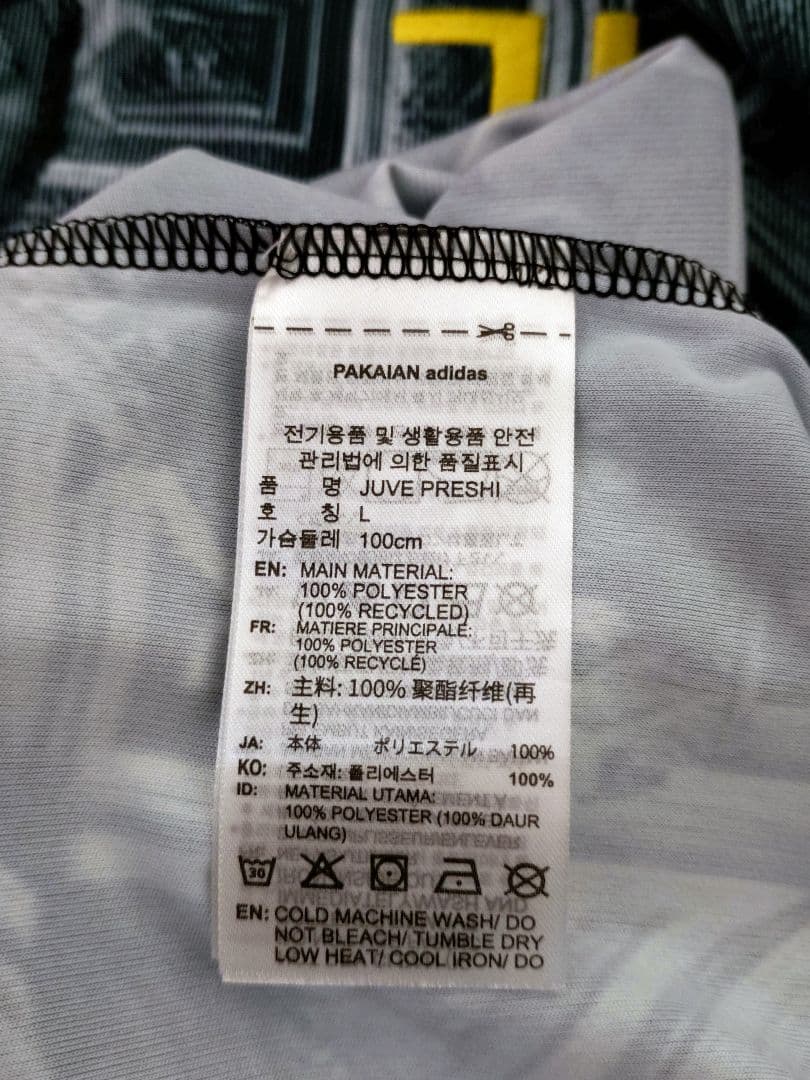 PAKAIAN adidas
전기용품 및 생활용품 안전
관리법에 의한 품질표시
품 명 JUVE PRESHI
호 칭 L
가슴둘레 100cm
EN: MAIN MATERIAL:
100% POLYESTER
(100% RECYCLED)
FR: MATIERE PRINCIPALE:
100% POLYESTER
(100% RECYCLÉ)
ZH: 主料: 100% 聚酯纤维(再
生)
JA: 本体 ポリエステル 100%
KO: 주소재: 폴리에스터 100%
ID: MATERIAL UTAMA:
100% POLYESTER (100% DAUR
ULANG)
30
EN: COLD MACHINE WASH/ DO
NOT BLEACH/ TUMBLE DRY
LOW HEAT/ COOL IRON/ DO